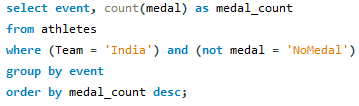 select event, count(medal) as medal_count
from athletes
where (Team = 'India') and (not medal = 'NoMedal')
group by event
order by medal_count desc;